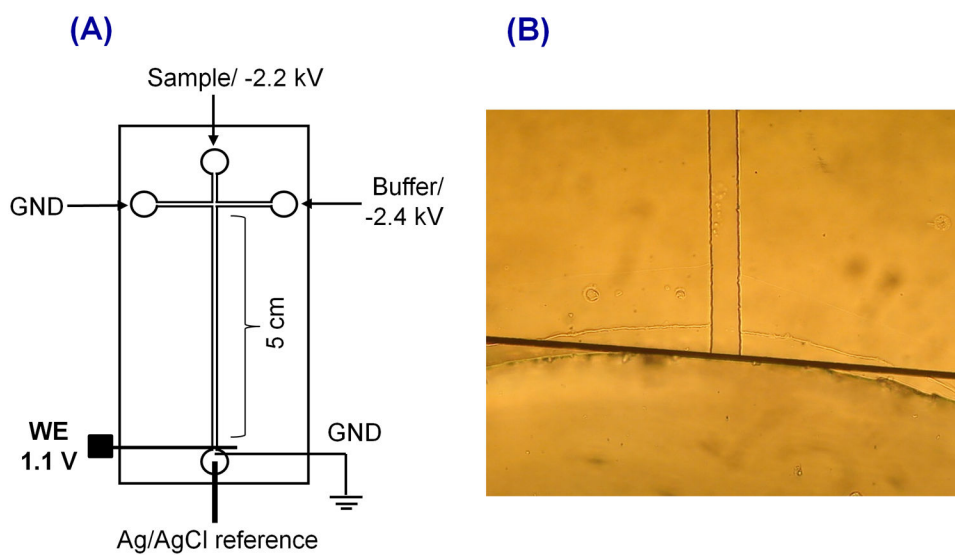 (A)
(B)
Sample/ -2.2 kV
GND
Buffer/
-2.4 kV
5 cm
WE
1.1 V
GND
Ag/AgCl reference